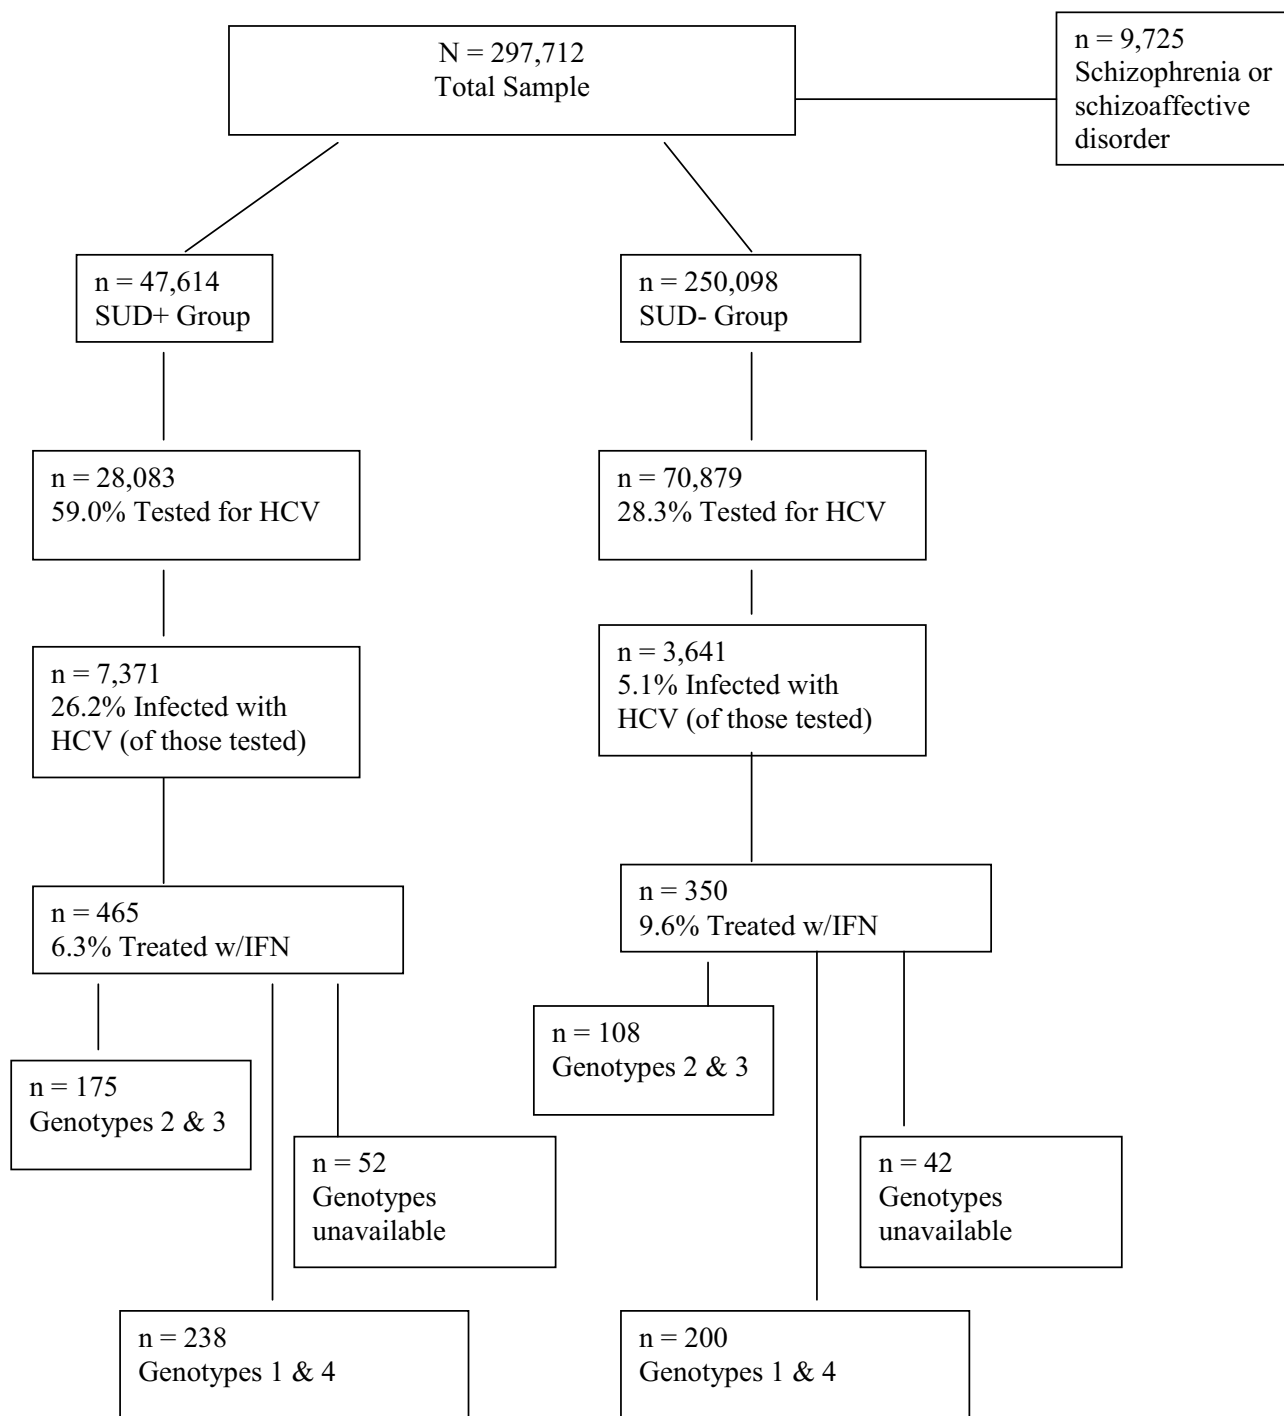 N = 297,712
Total Sample
n = 9,725
Schizophrenia or
schizoaffective
disorder
n = 47,614
SUD+ Group
n = 250,098
SUD- Group
n = 28,083
59.0% Tested for HCV
n = 70,879
28.3% Tested for HCV
n = 7,371
26.2% Infected with
HCV (of those tested)
n = 3,641
5.1% Infected with
HCV (of those tested)
n = 465
6.3% Treated w/IFN
n = 350
9.6% Treated w/IFN
n = 175
Genotypes 2 & 3
n = 108
Genotypes 2 & 3
n = 52
Genotypes
unavailable
n = 42
Genotypes
unavailable
n = 238
Genotypes 1 & 4
n = 200
Genotypes 1 & 4